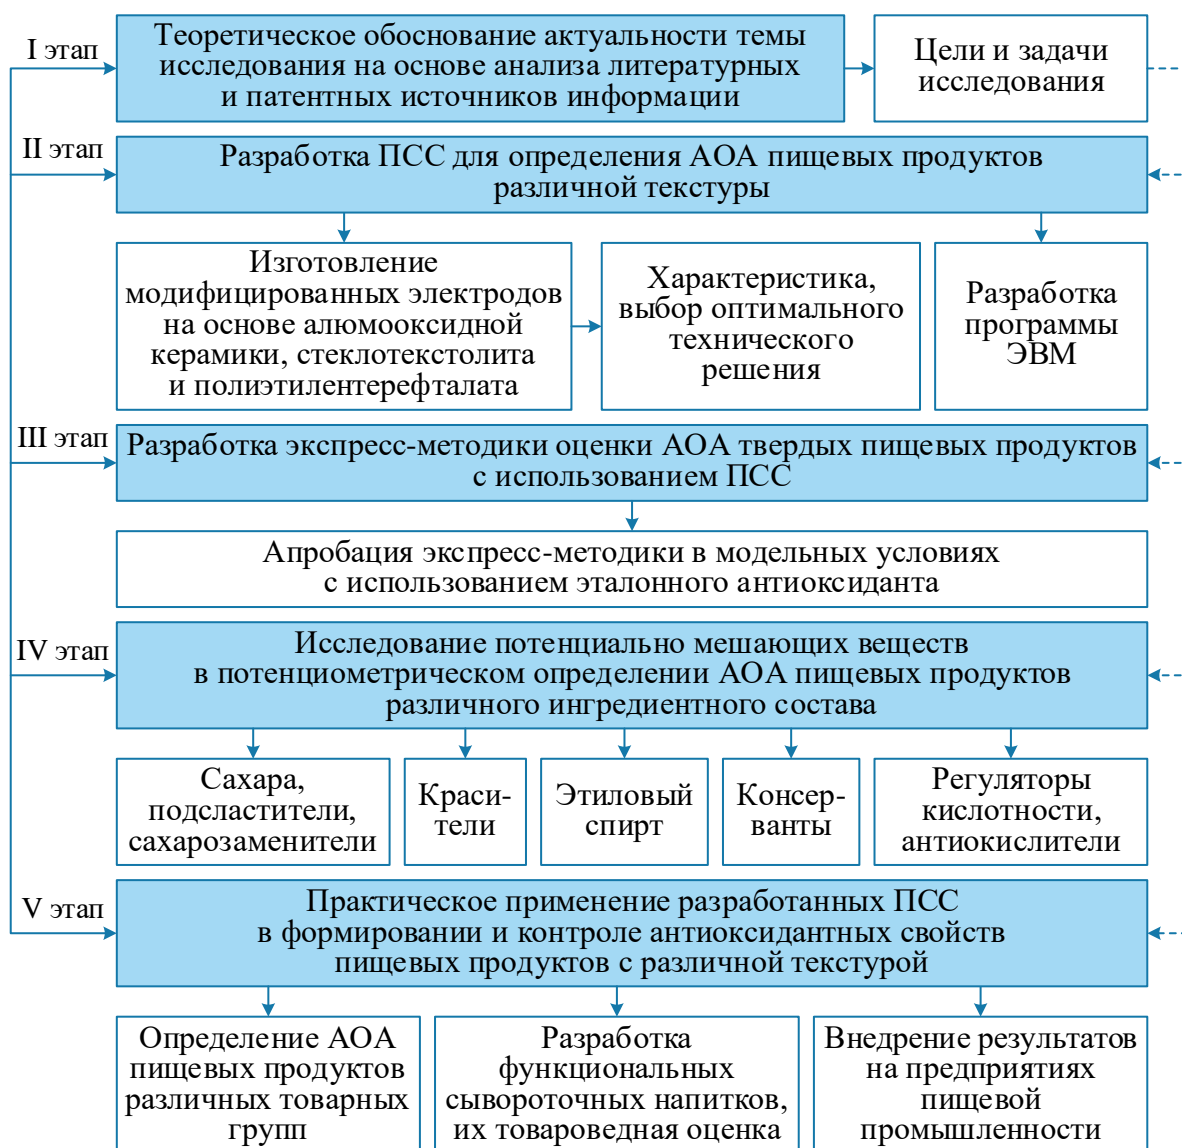 I этап
Теоретическое обоснование актуальности темы
исследования на основе анализа литературных
и патентных источников информации
Цели и задачи
исследования
II этап
Разработка ПСС для определения АОА пищевых продуктов
различной текстуры
Изготовление
модифицированных электродов
на основе алюмооксидной
керамики, стеклотекстолита
и полиэтилентерефталата
Характеристика,
выбор оптимального
технического
решения
Разработка
программы
ЭВМ
III этап
Разработка экспресс-методики оценки АОА твердых пищевых продуктов
с использованием ПСС
Апробация экспресс-методики в модельных условиях
с использованием эталонного антиоксиданта
IV этап
Исследование потенциально мешающих веществ
в потенциометрическом определении АОА пищевых продуктов
различного ингредиентного состава
Сахара,
подсластители,
сахарозаменители
Краси-
тели
Этиловый
спирт
Консер-
ванты
Регуляторы
кислотности,
антиокислители
V этап
Практическое применение разработанных ПСС
в формировании и контроле антиоксидантных свойств
пищевых продуктов с различной текстурой
Определение АОА
пищевых продуктов
различных товарных
групп
Разработка
функциональных
сывороточных напитков,
их товароведная оценка
Внедрение результатов
на предприятиях
пищевой
промышленности